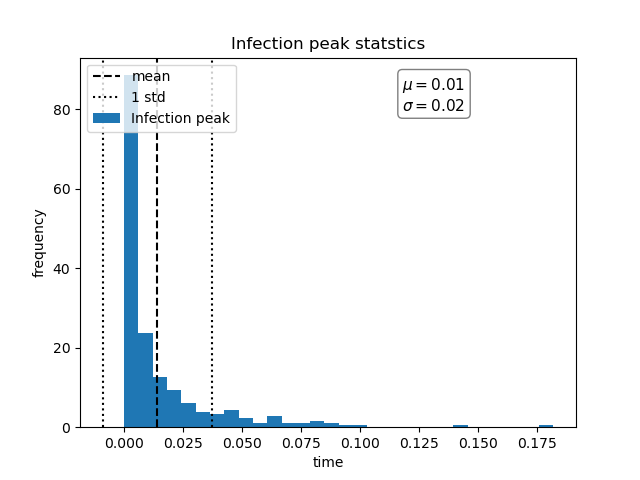 Infection peak statstics
mean
1 std
Infection peak
μ = 0.01
σ = 0.02
80
60
40
20
0
frequency
0.000 0.025 0.050 0.075 0.100 0.125 0.150 0.175
time